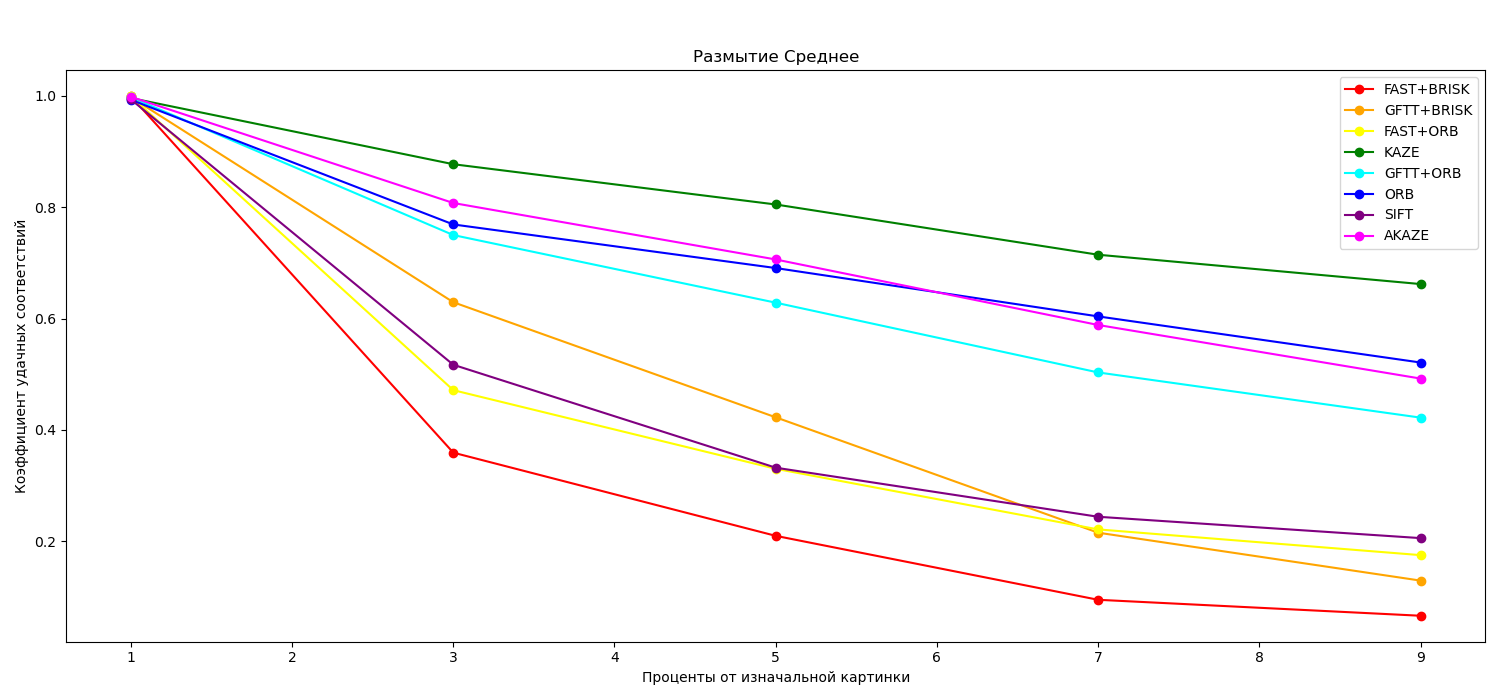 Размытие Среднее
Коэффициент удачных соответствий
1.0
0.8
0.6
0.4
0.2
FAST+BRISK
GFTT+BRISK
FAST+ORB
KAZE
GFTT+ORB
ORB
SIFT
AKAZE
1 2 3 4 5 6 7 8 9
Проценты от изначальной картинки